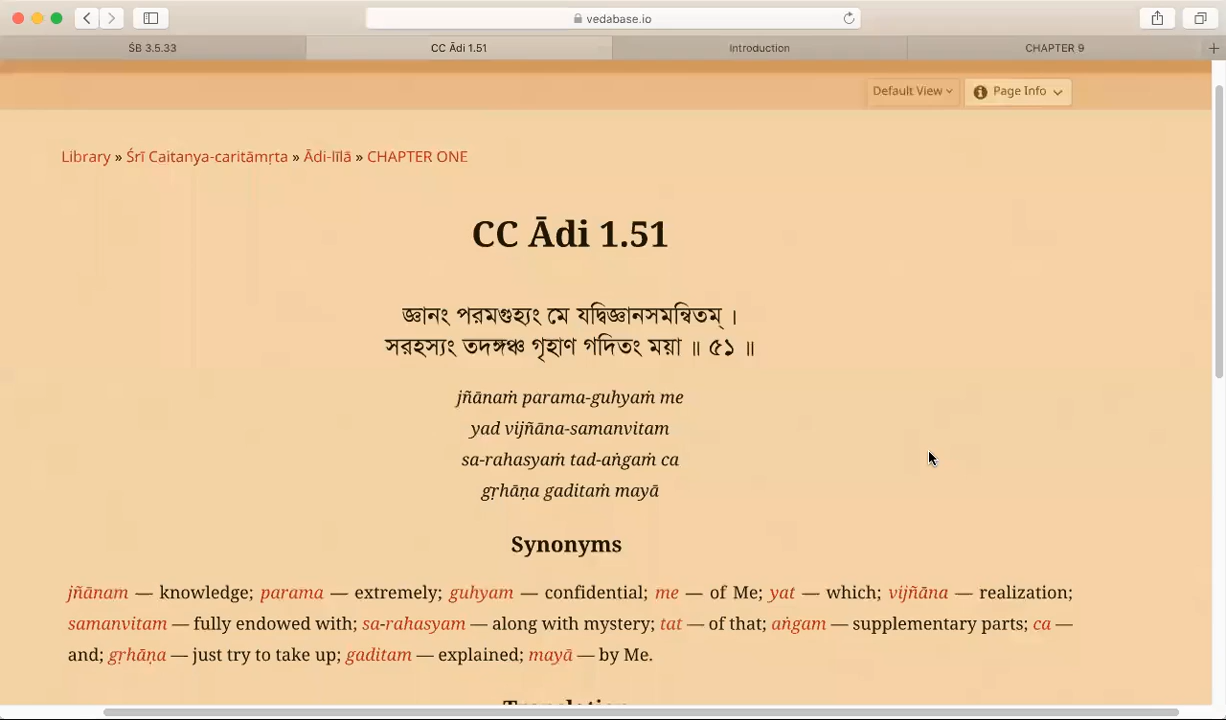 vedabase.io
ŚB 3.5.33
CC Ādi 1.51
Introduction
CHAPTER 9
Default View
Page Info
Library » Śrī Caitanya-caritāmṛta » Ādi-līlā » CHAPTER ONE
CC Ādi 1.51
জ্ঞানং পরমগুহ্যং মে যদ্বিজ্ঞানসমন্বিতম্ ।
সরহস্যং তদঙ্গঞ্চ গৃহাণ গদিতং ময়া ॥ ৫১ ॥
jñānaṁ parama-guhyaṁ me
yad vijñāna-samanvitam
sa-rahasyaṁ tad-aṅgaṁ ca
gṛhāṇa gaditaṁ mayā
Synonyms
jñānam — knowledge; parama — extremely; guhyam — confidential; me — of Me; yat — which; vijñāna — realization;
samanvitam — fully endowed with; sa-rahasyam — along with mystery; tat — of that; aṅgam — supplementary parts; ca —
and; gṛhāṇa — just try to take up; gaditam — explained; mayā — by Me.